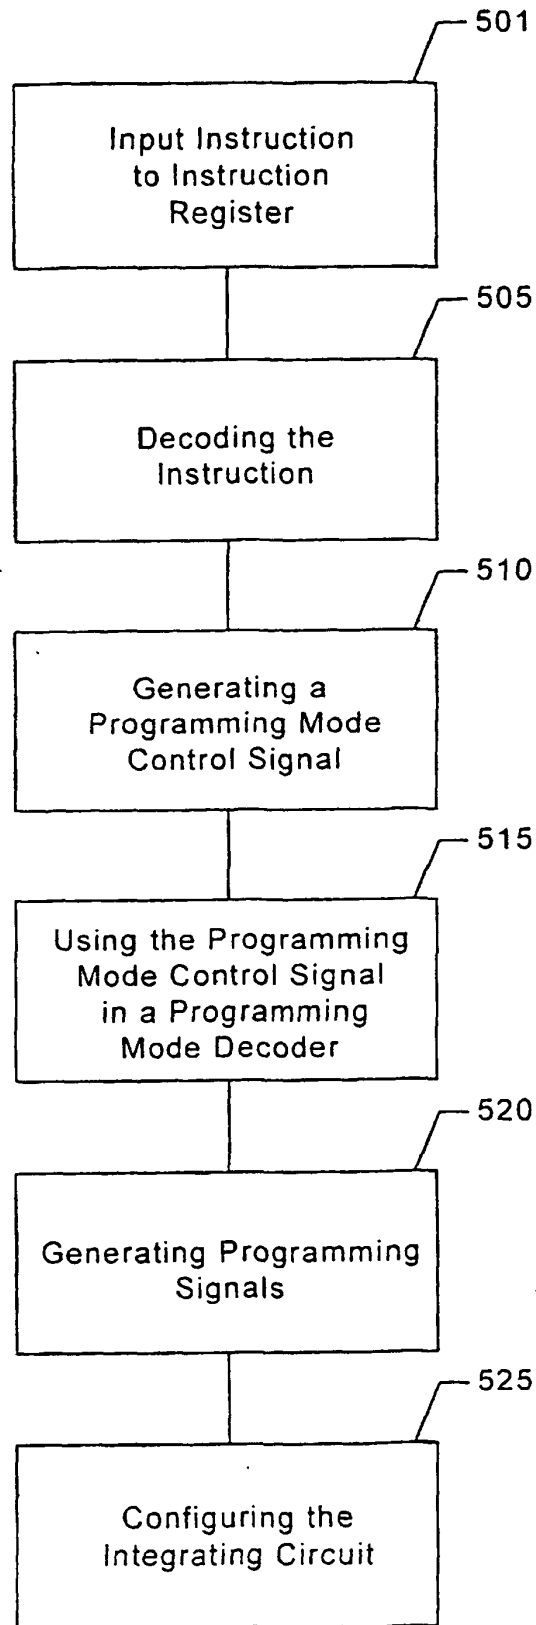 501
Input Instruction
to Instruction
Register
505
Decoding the
Instruction
510
Generating a
Programming Mode
Control Signal
515
Using the Programming
Mode Control Signal
in a Programming
Mode Decoder
520
Generating Programming
Signals
525
Configuring the
Integrating Circuit